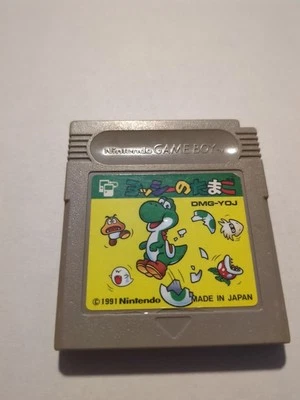 Nintendo GAME BOY
ヨッシーのたまご
DMG-YOJ
©1991 Nintendo
MADE IN JAPAN